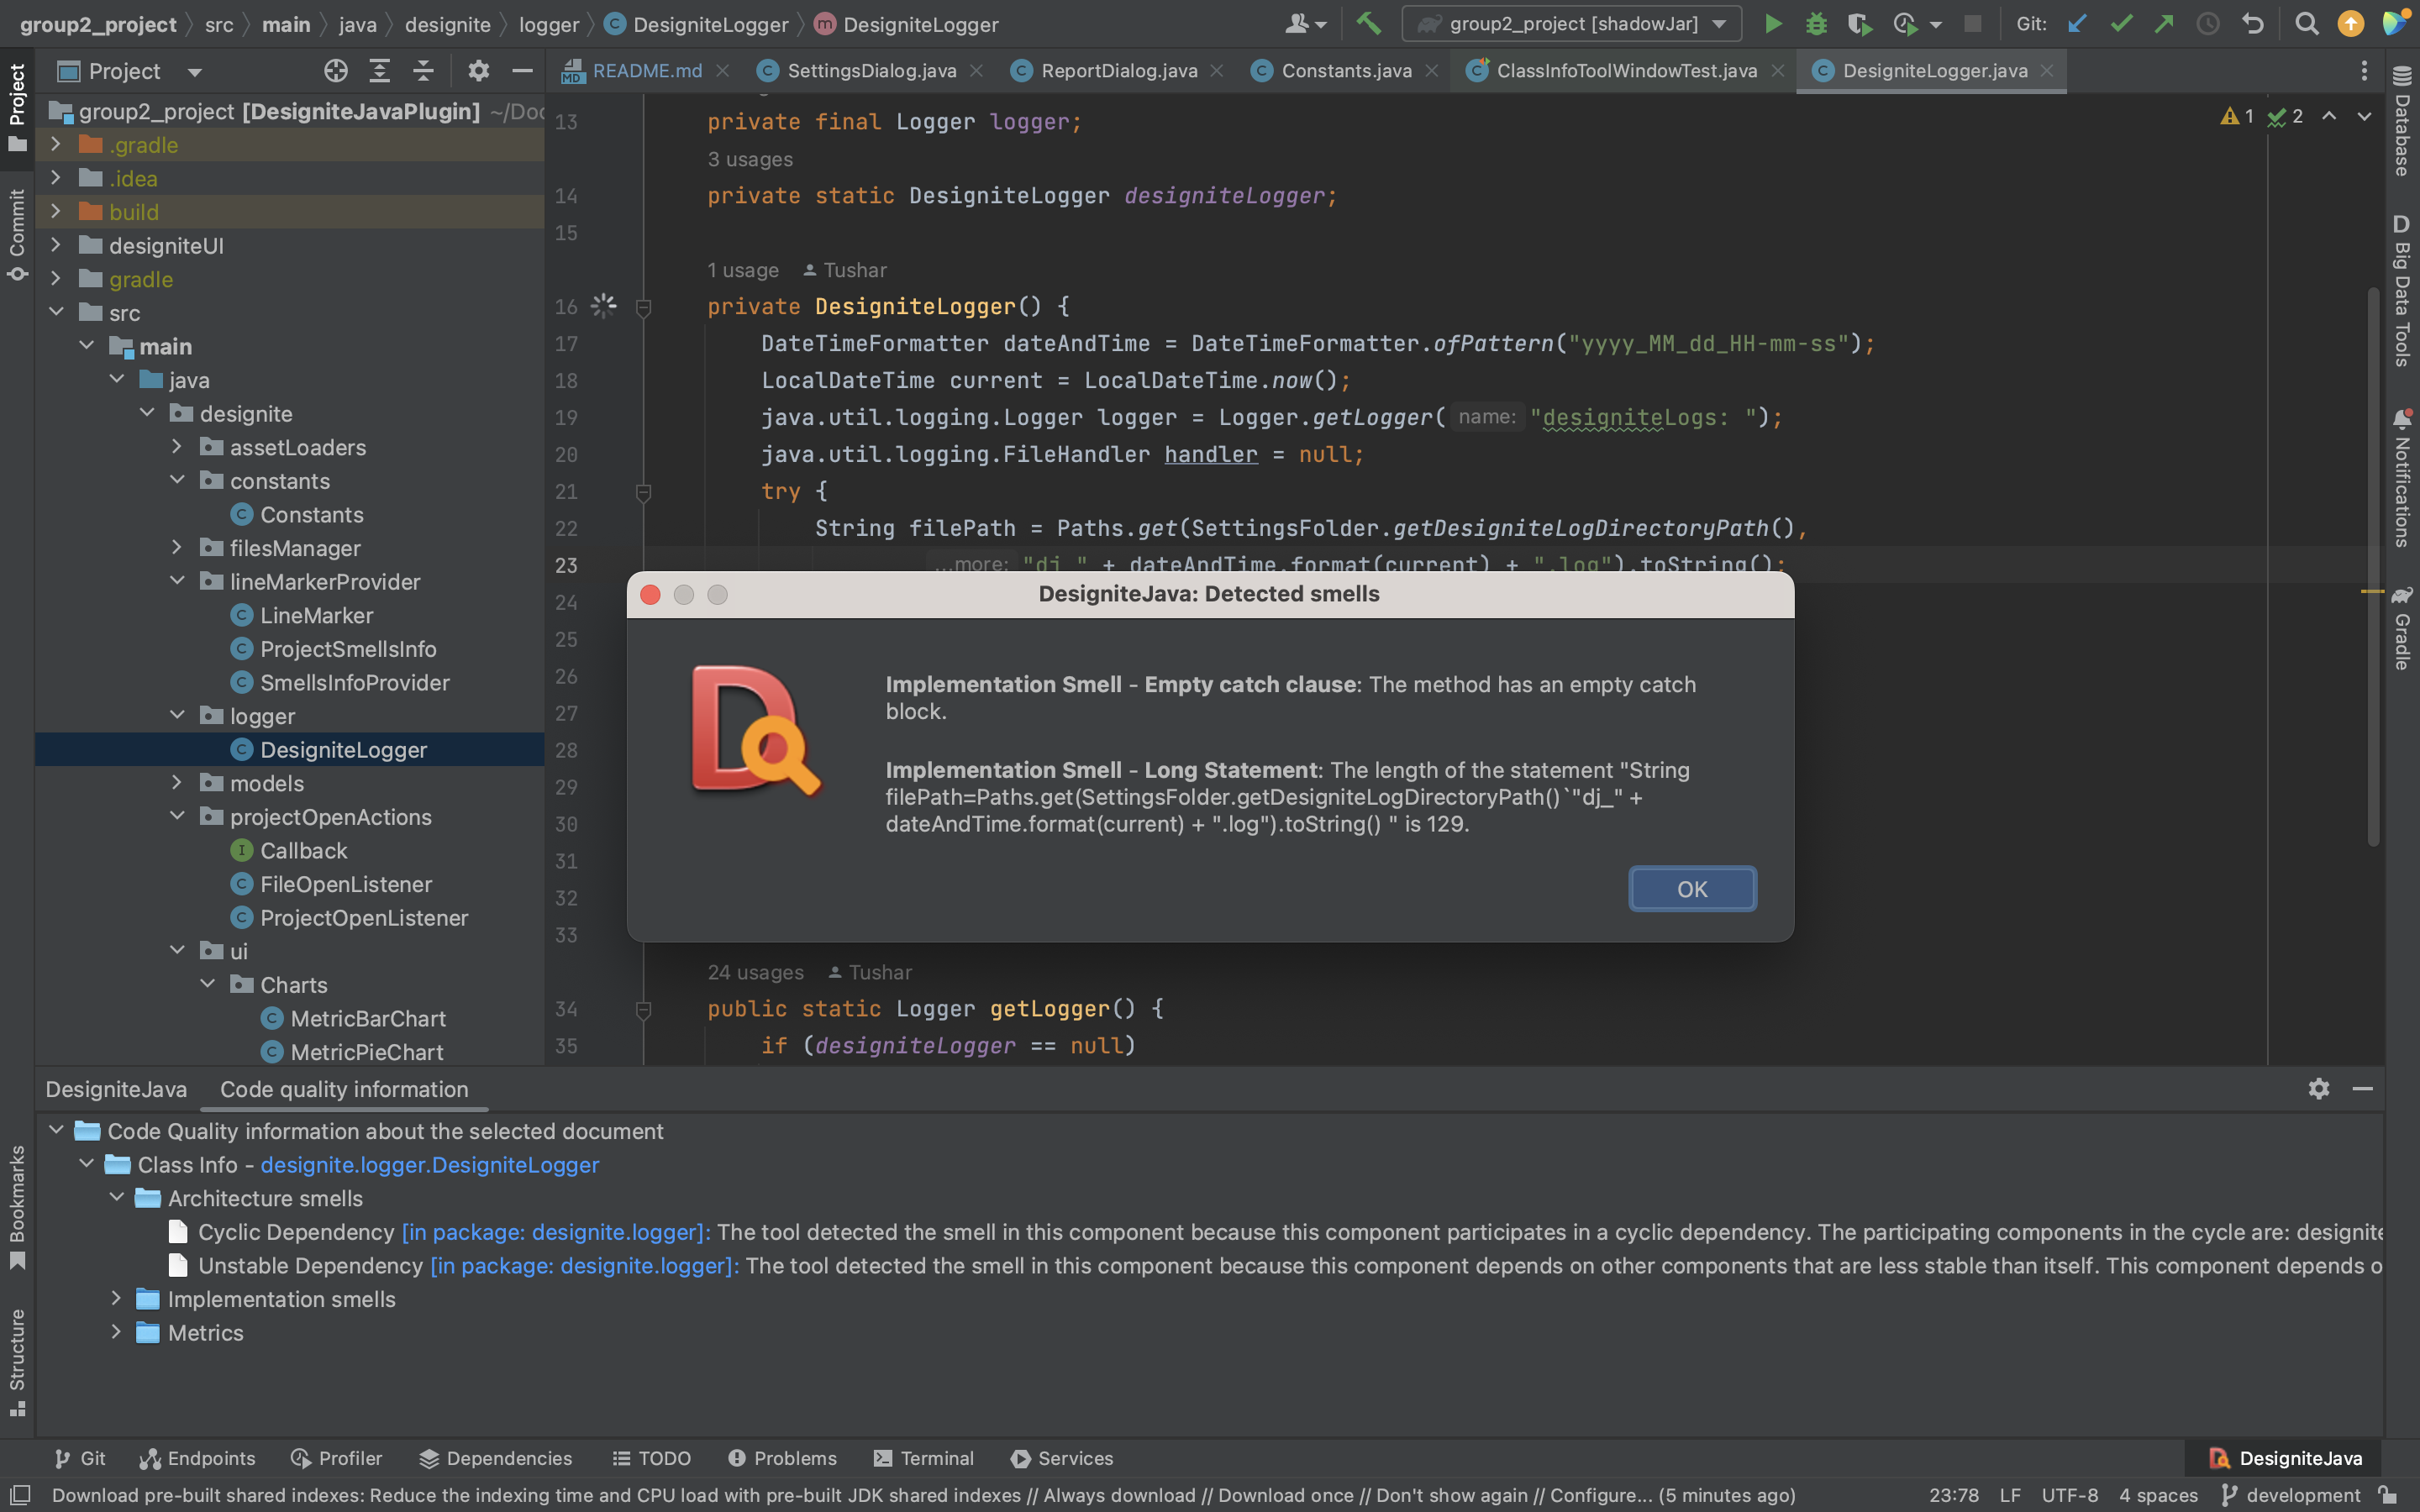 group2_project src main java designite logger DesigniteLogger DesigniteLogger
group2_project [shadowJar] Git:
Project
README.md SettingsDialog.java ReportDialog.java Constants.java ClassInfoToolWindowTest.java DesigniteLogger.java
Project
Commit
Bookmarks
Structure
group2_project [DesigniteJavaPlugin] ~/Doc
.gradle
.idea
build
designiteUI
gradle
src
main
java
designite
assetLoaders
constants
Constants
filesManager
lineMarkerProvider
LineMarker
ProjectSmellsInfo
SmellsInfoProvider
logger
DesigniteLogger
models
projectOpenActions
Callback
FileOpenListener
ProjectOpenListener
ui
Charts
MetricBarChart
MetricPieChart
1 2
13 private final Logger logger;
3 usages
14 private static DesigniteLogger designiteLogger;
15
1 usage Tushar
16 private DesigniteLogger() {
17 DateTimeFormatter dateAndTime = DateTimeFormatter.ofPattern("yyyy_MM_dd_HH-mm-ss");
18 LocalDateTime current = LocalDateTime.now();
19 java.util.logging.Logger logger = Logger.getLogger( name: "designiteLogs: ");
20 java.util.logging.FileHandler handler = null;
21 try {
22 String filePath = Paths.get(SettingsFolder.getDesigniteLogDirectoryPath(),
23 ...more: "dj_" + dateAndTime.format(current) + ".log").toString();
24
25
26
27
28
29
30
31
32
33
24 usages Tushar
34 public static Logger getLogger() {
35 if (designiteLogger == null)
DesigniteJava: Detected smells
Implementation Smell - Empty catch clause: The method has an empty catch
block.
Implementation Smell - Long Statement: The length of the statement "String
filePath=Paths.get(SettingsFolder.getDesigniteLogDirectoryPath()`"dj_" +
dateAndTime.format(current) + ".log").toString() " is 129.
OK
Database
D Big Data Tools
Notifications
Gradle
DesigniteJava Code quality information
Code Quality information about the selected document
Class Info - designite.logger.DesigniteLogger
Architecture smells
Cyclic Dependency [in package: designite.logger]: The tool detected the smell in this component because this component participates in a cyclic dependency. The participating components in the cycle are: designite
Unstable Dependency [in package: designite.logger]: The tool detected the smell in this component because this component depends on other components that are less stable than itself. This component depends o
Implementation smells
Metrics
Git Endpoints Profiler Dependencies TODO Problems Terminal Services DesigniteJava
Download pre-built shared indexes: Reduce the indexing time and CPU load with pre-built JDK shared indexes // Always download // Download once // Don't show again // Configure... (5 minutes ago) 23:78 LF UTF-8 4 spaces development